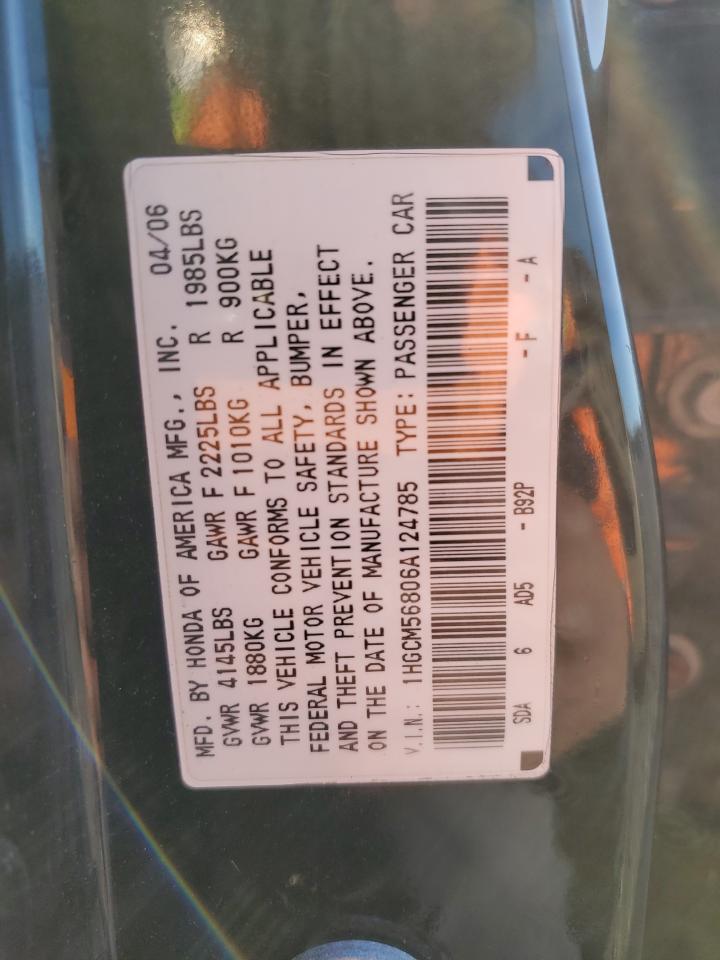 MFD. BY HONDA OF AMERICA MFG., INC. 04/06
GVWR 4145LBS GAWR F 2225LBS R 1985LBS
GVWR 1880KG GAWR F 1010KG R 900KG
THIS VEHICLE CONFORMS TO ALL APPLICABLE
FEDERAL MOTOR VEHICLE SAFETY, BUMPER,
AND THEFT PREVENTION STANDARDS IN EFFECT
ON THE DATE OF MANUFACTURE SHOWN ABOVE.
V.I.N.: 1HGCM56806A124785 TYPE: PASSENGER CAR
SDA 6 AD5 - B92P - F - A